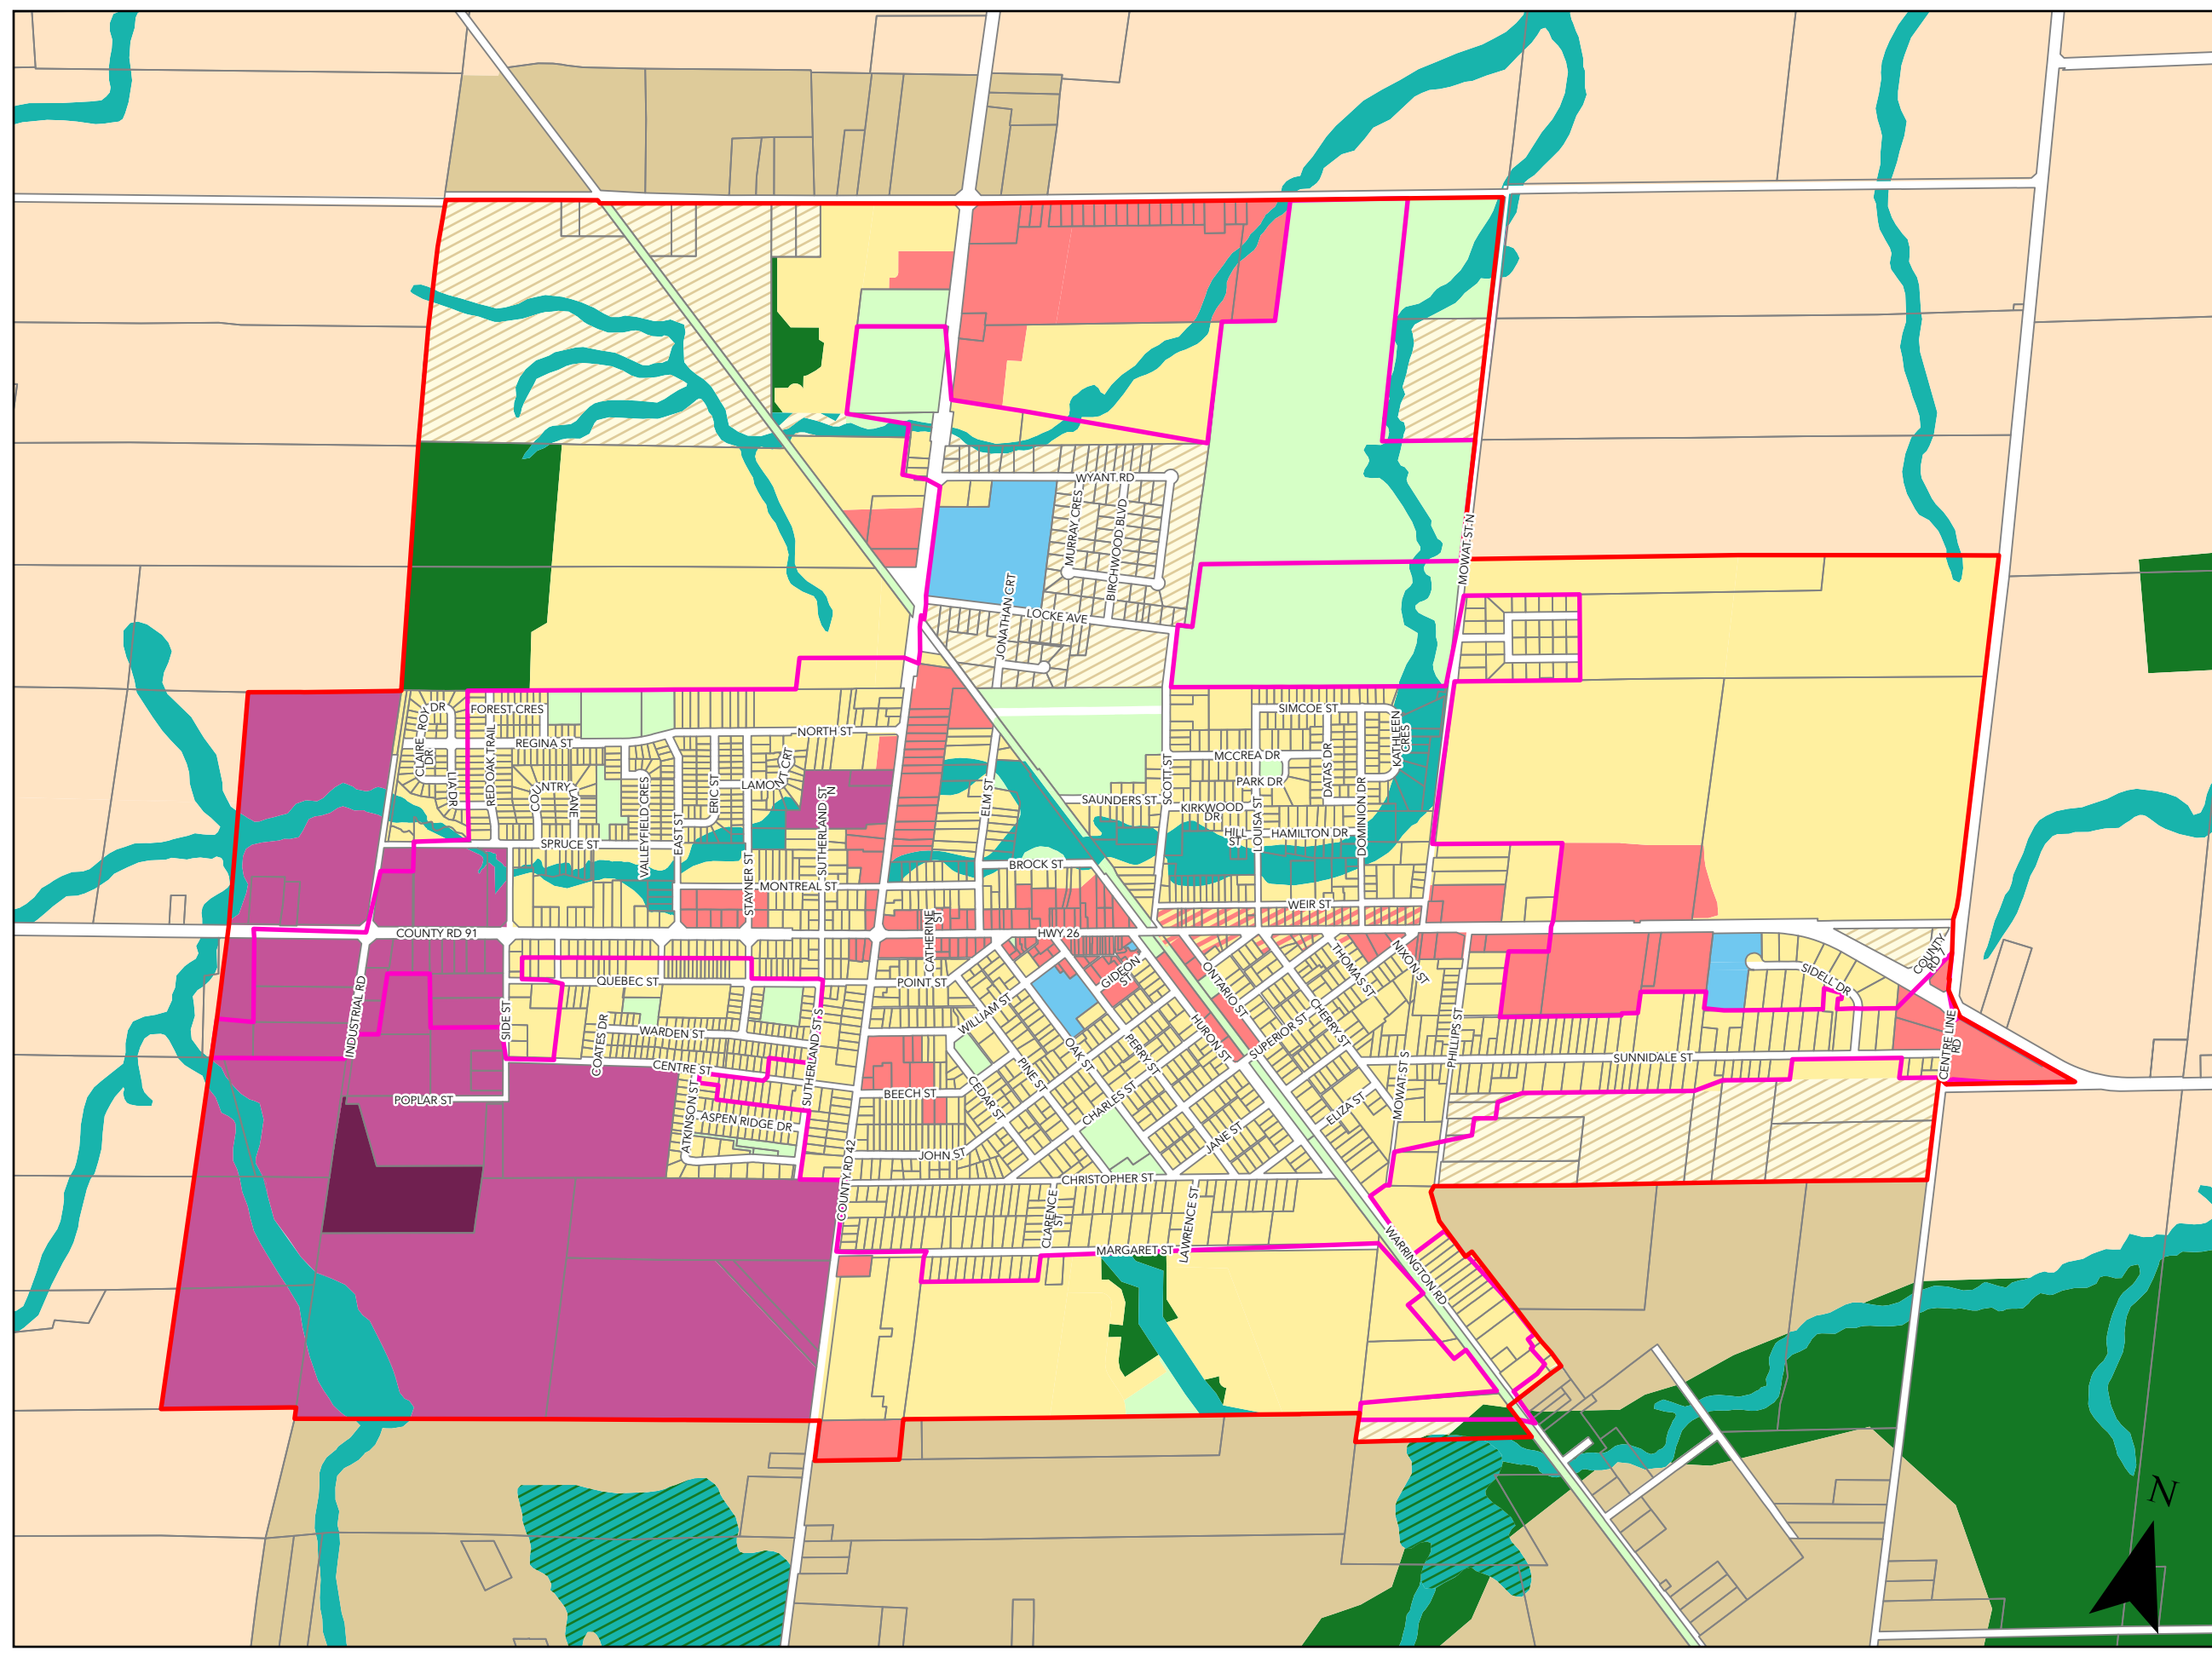 WYANT RD
MURRAY CRES
BIRCHWOOD BLVD
MOWAT ST N
JONATHAN CRT
LOCKE AVE
CLAIRE
ROY
DR
DR
FOREST CRES
RED OAK TRAIL
REGINA ST
NORTH ST
SIMCOE ST
KATHLEEN
CRES
MCCREA DR
DATAS DR
PARK DR
SCOTT ST
LIA DR
COU
NTRY
LANE
VALLEYFIELD CRES
ERIC ST
LAMO
NT CRT
SUTHERLAND ST
N
ELM ST
SAUNDERS ST
KIRKWOOD
DR
LOUISA ST
DOMINION DR
HILL
ST
HAMILTON DR
SPRUCE ST
EAST ST
STAYNER ST
BROCK ST
MONTREAL ST
WEIR ST
COUNTY RD 91
CATHERINE
ST
HWY 26
COUNTY
RD 7
INDUSTRIAL RD
SIDE ST
QUEBEC ST
POINT ST
GIDEON
ST
ONTARIO ST
THOMAS ST
NIXON ST
SIDELL DR
COATES DR
WARDEN ST
SUTHERLAND ST S
WILLIAM ST
HURON ST
CHERRY ST
SUPERIOR ST
PHILLIPS ST
CENTRE LINE
RD
SUNNIDALE ST
CENTRE ST
PINE ST
OAK ST
PERRY ST
POPLAR ST
ATKINSON ST
ASPEN RIDGE DR
BEECH ST
CEDAR ST
CHARLES ST
ELIZA ST
MOWAT ST S
JOHN ST
JANE ST
COUNTY RD 42
CHRISTOPHER ST
CLARENCE
ST
LAWRENCE ST
MARGARET ST
WARRINGTON RD
N